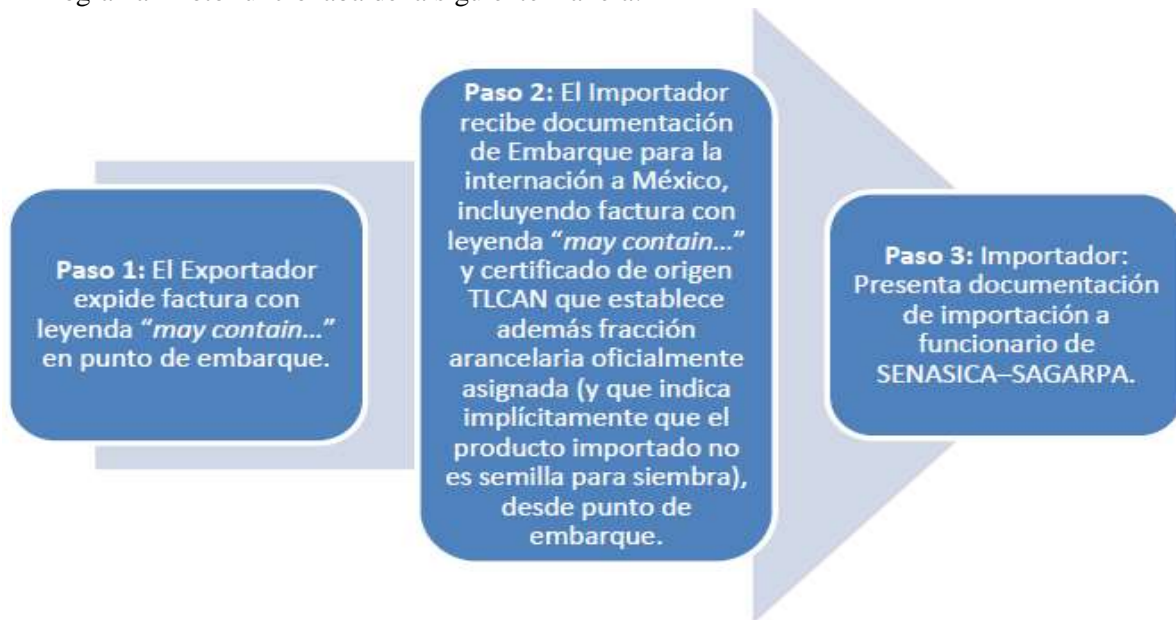 Paso 1: El Exportador
expide factura con
leyenda “may contain...”
en punto de embarque.
Paso 2: El Importador
recibe documentación
de Embarque para la
internación a México,
incluyendo factura con
leyenda “may contain...”
y certificado de origen
TLCAN que establece
además fracción
arancelaria oficialmente
asignada (y que indica
implícitamente que el
producto importado no
es semilla para siembra),
desde punto de
embarque.
Paso 3: Importador:
Presenta documentación
de importación a
funcionario de
SENASICA–SAGARPA.